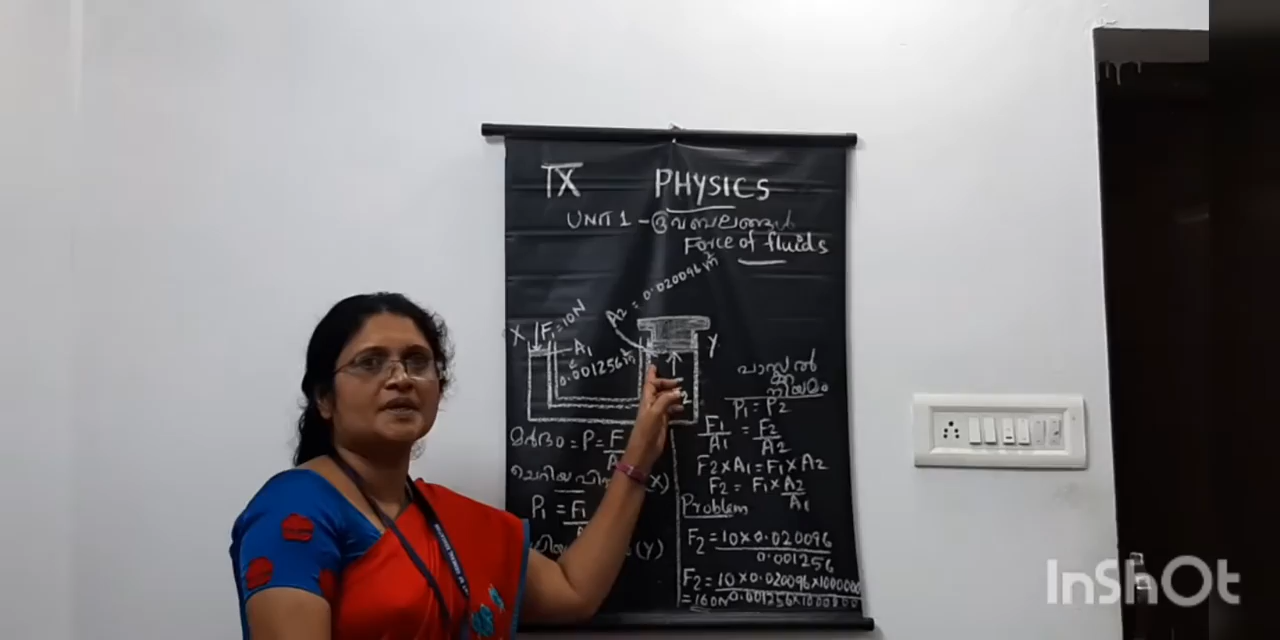 IX PHYSICS
UNIT 1 - ദ്രവബലങ്ങൾ
Force of fluids
A2 = 0.020096 m²
X F1 = 10N
A1
0.001256 m²
Y
മർദം = P = F
P1 = F1
(X)
(Y)
പാസ്കൽ
നിയമം
P1 = P2
F1/A1 = F2/A2
F2 × A1 = F1 × A2
F2 = F1 × A2/A1
Problem
F2 = 10 × 0.020096
0.001256
F2 = 10 × 0.020096 × 1000000
0.001256 × 1000000
= 160N
InShOt